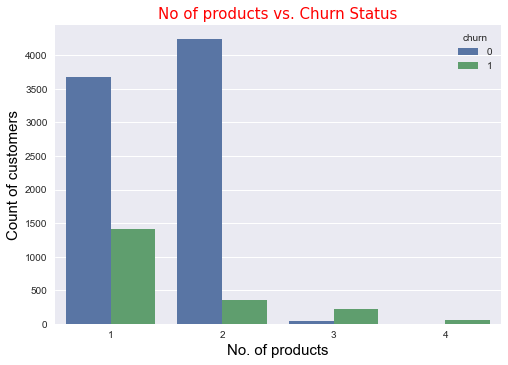 No of products vs. Churn Status
churn
0
1
Count of customers
4000
3500
3000
2500
2000
1500
1000
500
0
1 2 3 4
No. of products